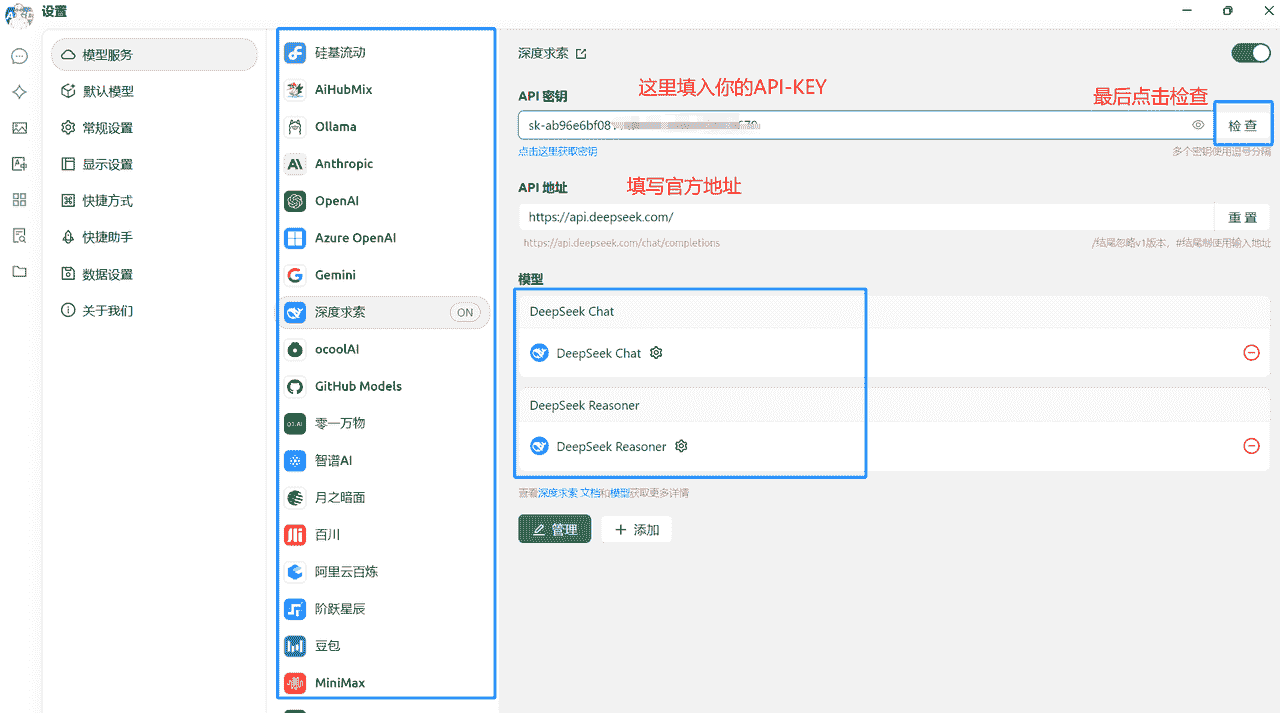 设置
模型服务
默认模型
常规设置
显示设置
快捷方式
快捷助手
数据设置
关于我们
硅基流动
AiHubMix
Ollama
Anthropic
OpenAI
Azure OpenAI
Gemini
深度求索 ON
ocoolAI
GitHub Models
零一万物
智谱AI
月之暗面
百川
阿里云百炼
阶跃星辰
豆包
MiniMax
深度求索
这里填入你的API-KEY
最后点击检查
API 密钥
sk-ab96e6bf08
检查
点击这里获取密钥
多个密钥使用逗号分隔
填写官方地址
API 地址
https://api.deepseek.com/
重置
https://api.deepseek.com/chat/completions
/结尾忽略v1版本，#结尾制使用输入地址
模型
DeepSeek Chat
DeepSeek Chat
DeepSeek Reasoner
DeepSeek Reasoner
查看深度求索 文档和模型获取更多详情
管理
添加